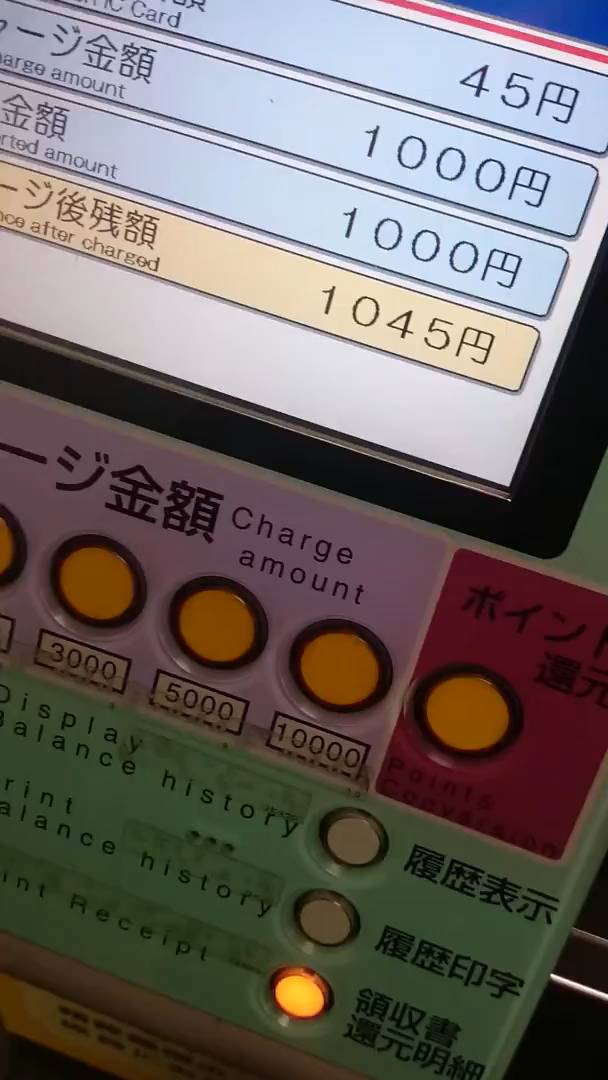 IC Card
45円
ージ金額
arge amount
1000円
金額
rted amount
1000円
ージ後残額
nce after charged
1045円
ージ金額
Charge
amount
3000
5000
10000
ポイント
還元
Points
Conversion
Display
Balance history
履歴表示
rint
alance history
履歴印字
int Receipt
領収書
還元明細